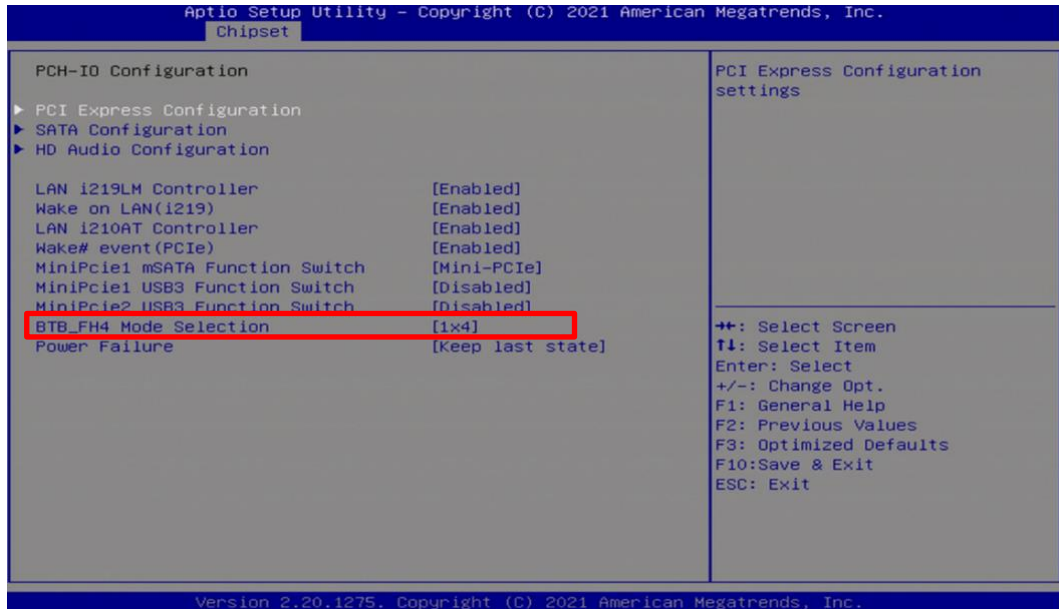 Aptio Setup Utility – Copyright (C) 2021 American Megatrends, Inc.
Chipset
PCH-IO Configuration
PCI Express Configuration
SATA Configuration
HD Audio Configuration
LAN i219LM Controller [Enabled]
Wake on LAN(i219) [Enabled]
LAN i210AT Controller [Enabled]
Wake# event(PCIe) [Enabled]
MiniPcie1 mSATA Function Switch [Mini-PCIe]
MiniPcie1 USB3 Function Switch [Disabled]
MiniPcie2 USB3 Function Switch [Disabled]
BTB_FH4 Mode Selection [1x4]
Power Failure [Keep last state]
PCI Express Configuration
settings
→←: Select Screen
↑↓: Select Item
Enter: Select
+/-: Change Opt.
F1: General Help
F2: Previous Values
F3: Optimized Defaults
F10:Save & Exit
ESC: Exit
Version 2.20.1275. Copyright (C) 2021 American Megatrends, Inc.